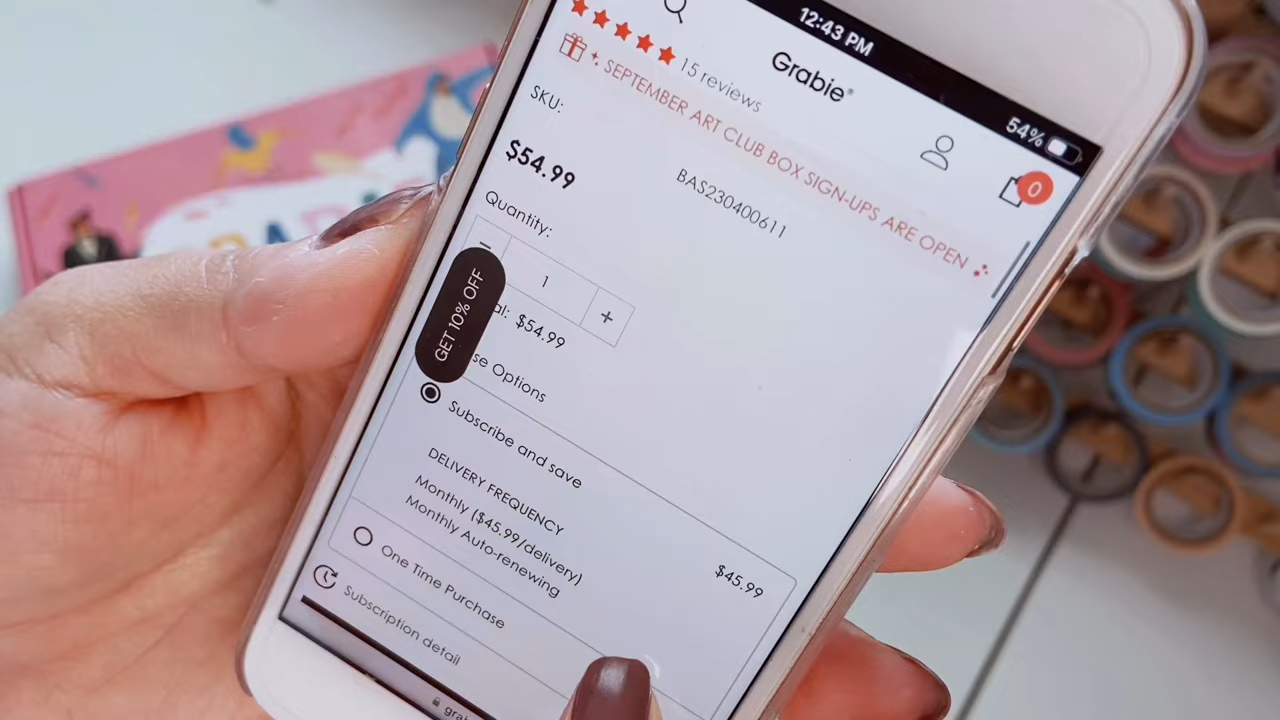 12:43 PM
54%
Grabie®
0
15 reviews
SEPTEMBER ART CLUB BOX SIGN-UPS ARE OPEN
SKU:
BAS23040611
$54.99
Quantity:
−
1
+
al: $54.99
GET 10% OFF
se Options
Subscribe and save
DELIVERY FREQUENCY
Monthly ($45.99/delivery)
Monthly Auto-renewing
$45.99
One Time Purchase
Subscription detail